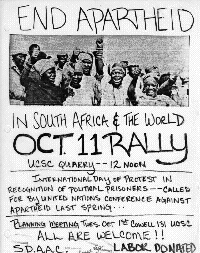 END APARTHEID
IN SOUTH AFRICA & THE WORLD
OCT 11 RALLY
UCSC QUARRY--12 NOON
INTERNATIONAL DAY OF PROTEST IN
RECOGNITION OF POLITICAL PRISONERS--CALLED
FOR BY UNITED NATIONS CONFERENCE AGAINST
APARTHEID LAST SPRING...
PLANNING MEETING TUES. OCT 1ST COWELL 131 UCSC
ALL ARE WELCOME!!
S.D.A.A.C. LABOR DONATED